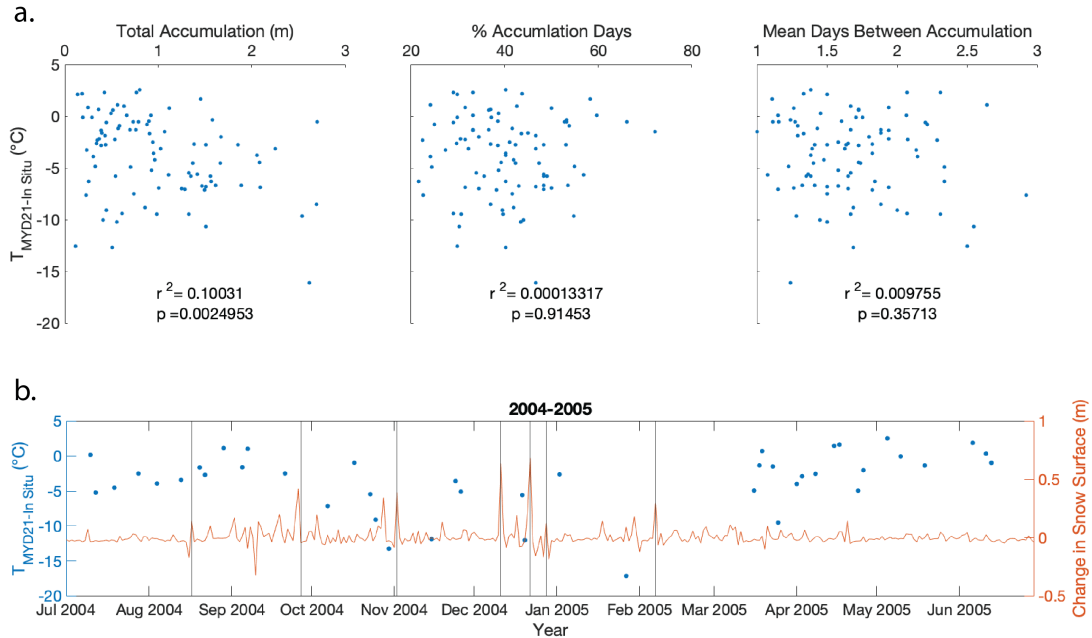 a.
Total Accumulation (m)
% Accumlation Days
Mean Days Between Accumulation
0 1 2 3
20 40 60 80
1 1.5 2 2.5 3
5
0
-5
-10
-15
-20
T MYD21-In Situ (°C)
r 2= 0.10031
p =0.0024953
r 2= 0.00013317
p =0.91453
r 2= 0.009755
p =0.35713
b.
2004-2005
5
0
-5
-10
-15
-20
T MYD21-In Situ (°C)
1
0.5
0
-0.5
Change in Snow Surface (m)
Jul 2004 Aug 2004 Sep 2004 Oct 2004 Nov 2004 Dec 2004 Jan 2005 Feb 2005 Mar 2005 Apr 2005 May 2005 Jun 2005
Year